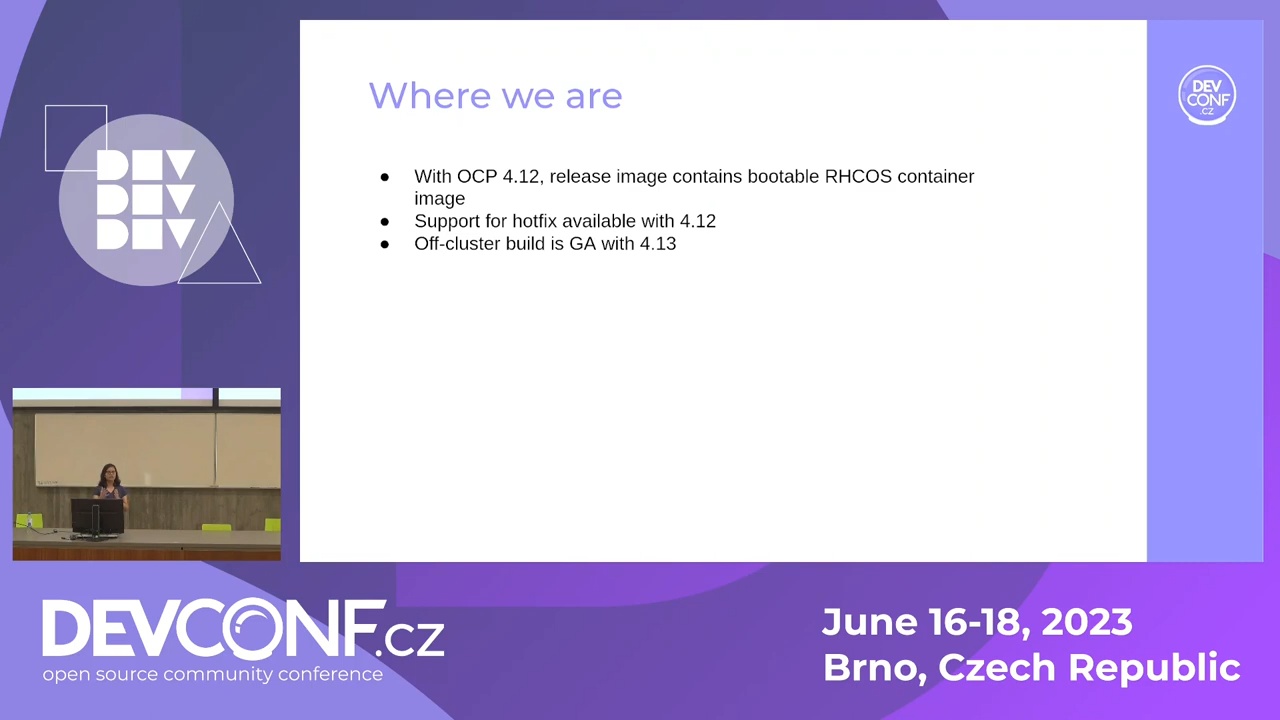 Where we are
DEV
CONF
.cz
DEV
DEV
DEV
● With OCP 4.12, release image contains bootable RHCOS container
image
● Support for hotfix available with 4.12
● Off-cluster build is GA with 4.13
DEVCONF.cz
open source community conference
June 16-18, 2023
Brno, Czech Republic